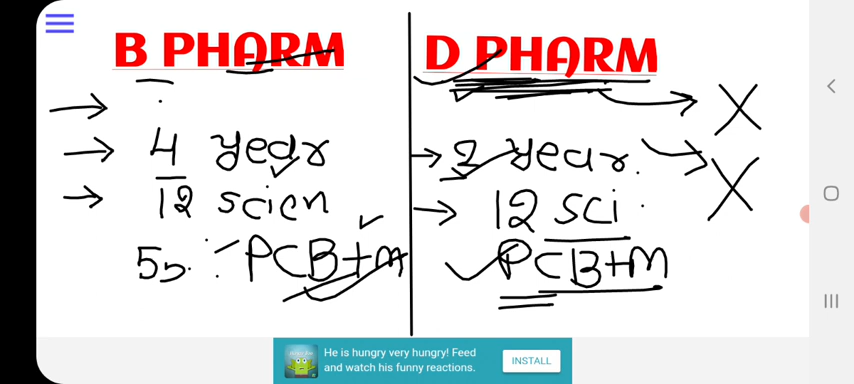 B PHARM
4 year
12 scien
50% PCB+M
D PHARM
2 year
12 sci
PCB+M
He is hungry very hungry! Feed
and watch his funny reactions.
INSTALL